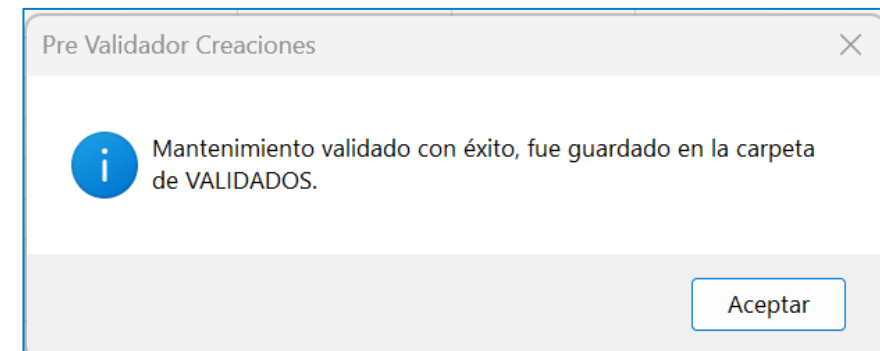 Pre Validador Creaciones
Mantenimiento validado con éxito, fue guardado en la carpeta
de VALIDADOS.
Aceptar